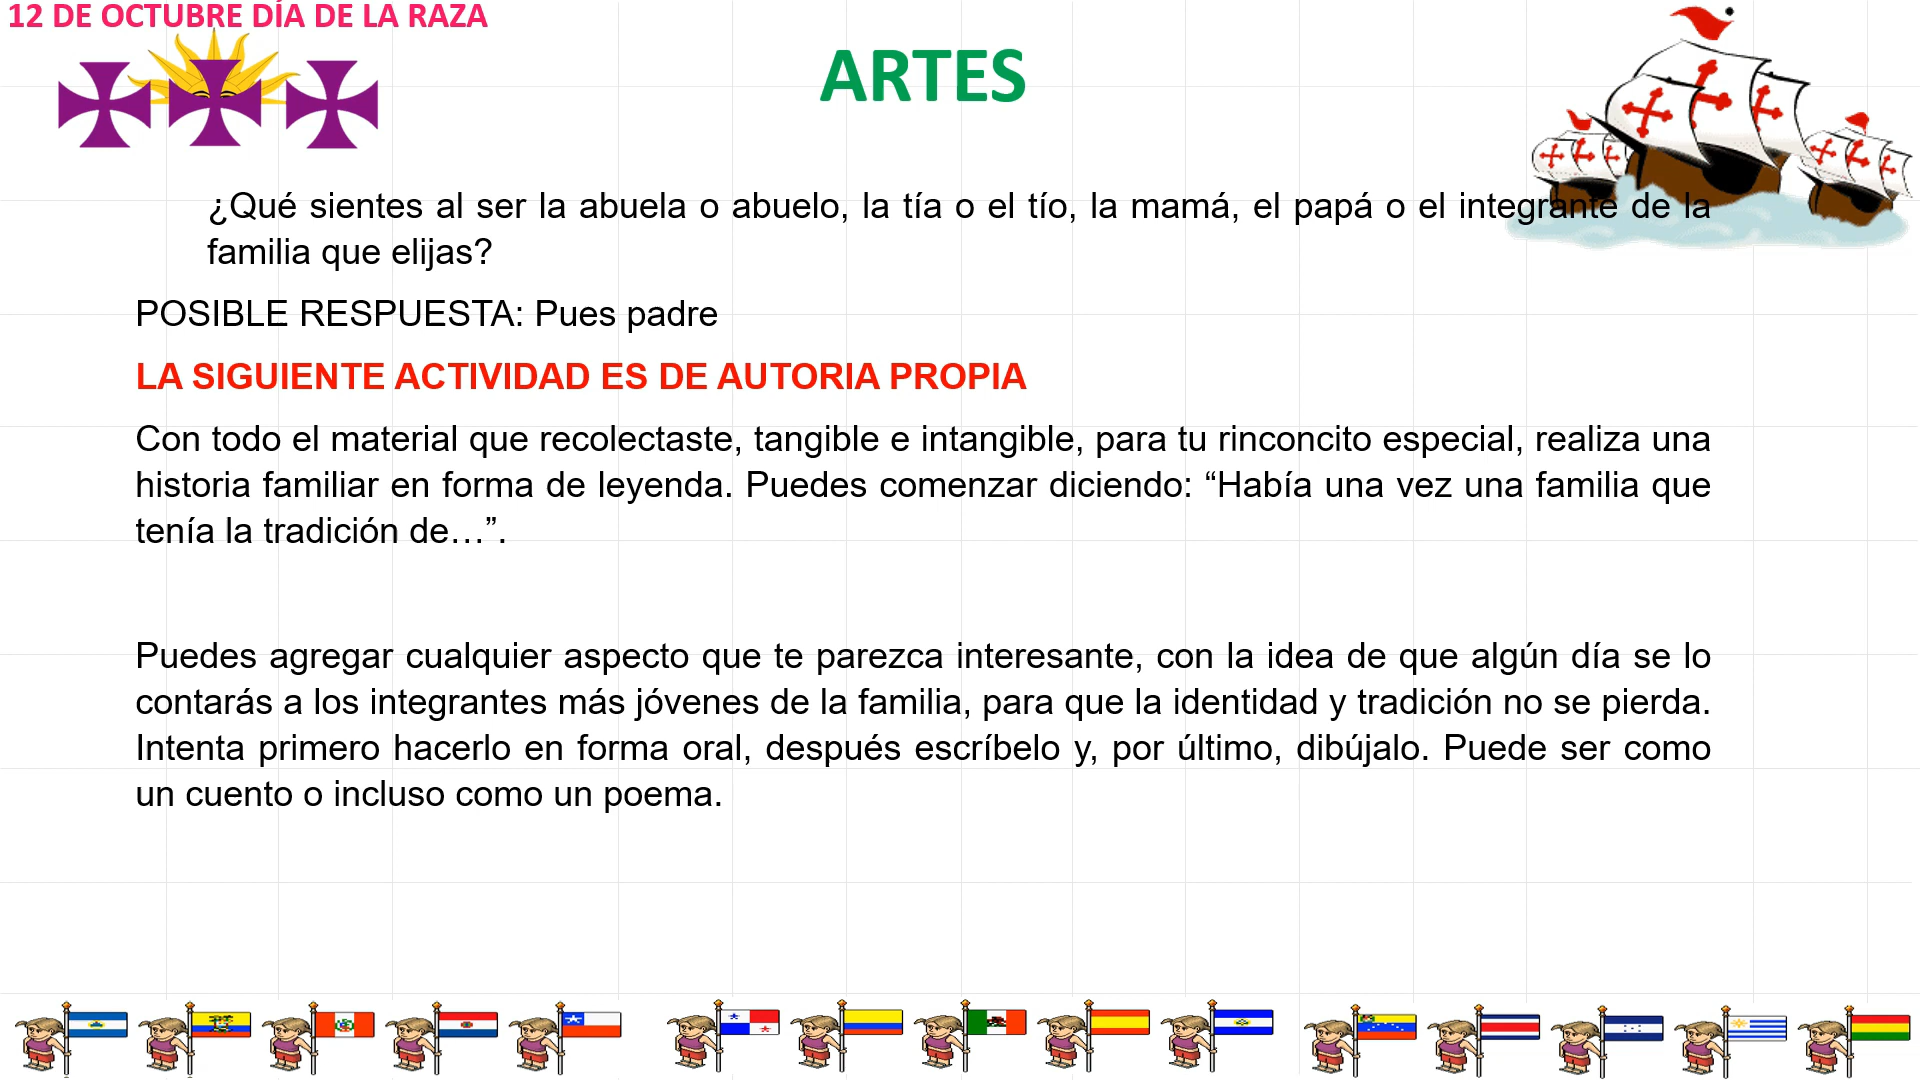 12 DE OCTUBRE DÍA DE LA RAZA
ARTES
¿Qué sientes al ser la abuela o abuelo, la tía o el tío, la mamá, el papá o el integrante de la
familia que elijas?
POSIBLE RESPUESTA: Pues padre
LA SIGUIENTE ACTIVIDAD ES DE AUTORIA PROPIA
Con todo el material que recolectaste, tangible e intangible, para tu rinconcito especial, realiza una
historia familiar en forma de leyenda. Puedes comenzar diciendo: “Había una vez una familia que
tenía la tradición de…”.
Puedes agregar cualquier aspecto que te parezca interesante, con la idea de que algún día se lo
contarás a los integrantes más jóvenes de la familia, para que la identidad y tradición no se pierda.
Intenta primero hacerlo en forma oral, después escríbelo y, por último, dibújalo. Puede ser como
un cuento o incluso como un poema.